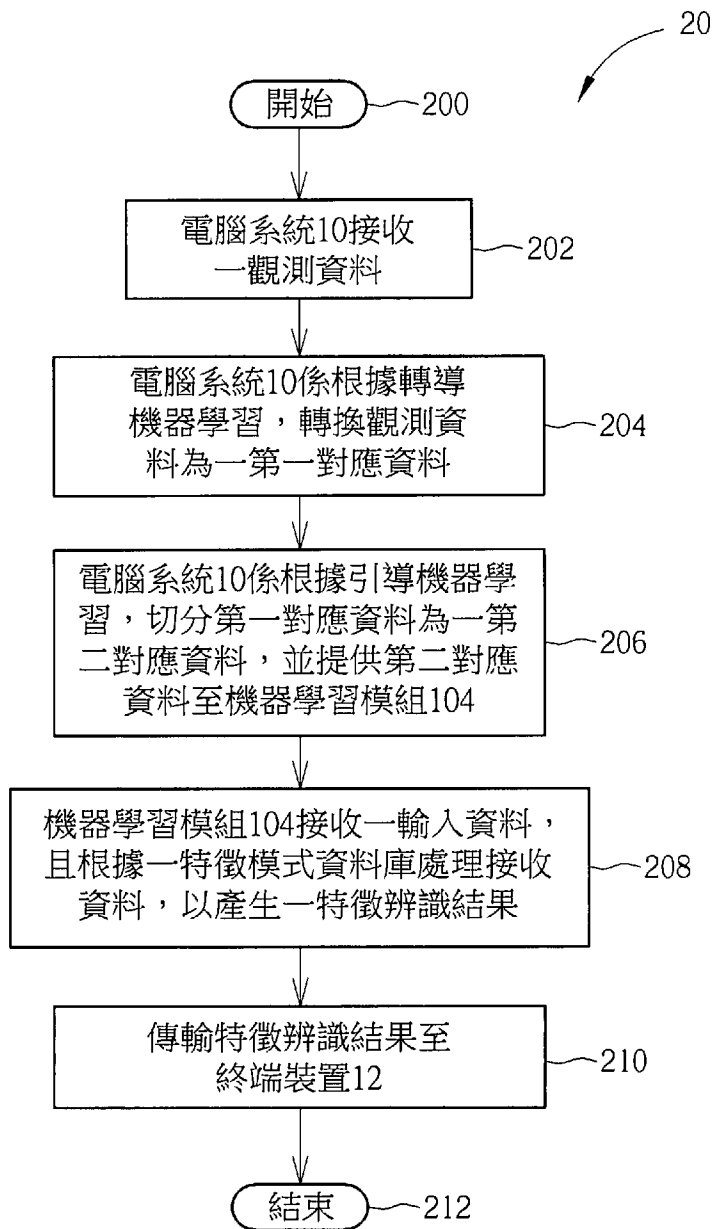 20
開始
200
電腦系統10接收
一觀測資料
202
電腦系統10係根據轉導
機器學習，轉換觀測資
料為一第一對應資料
204
電腦系統10係根據引導機器學
習，切分第一對應資料為一第
二對應資料，並提供第二對應
資料至機器學習模組104
206
機器學習模組104接收一輸入資料，
且根據一特徵模式資料庫處理接收
資料，以產生一特徵辨識結果
208
傳輸特徵辨識結果至
終端裝置12
210
結束
212